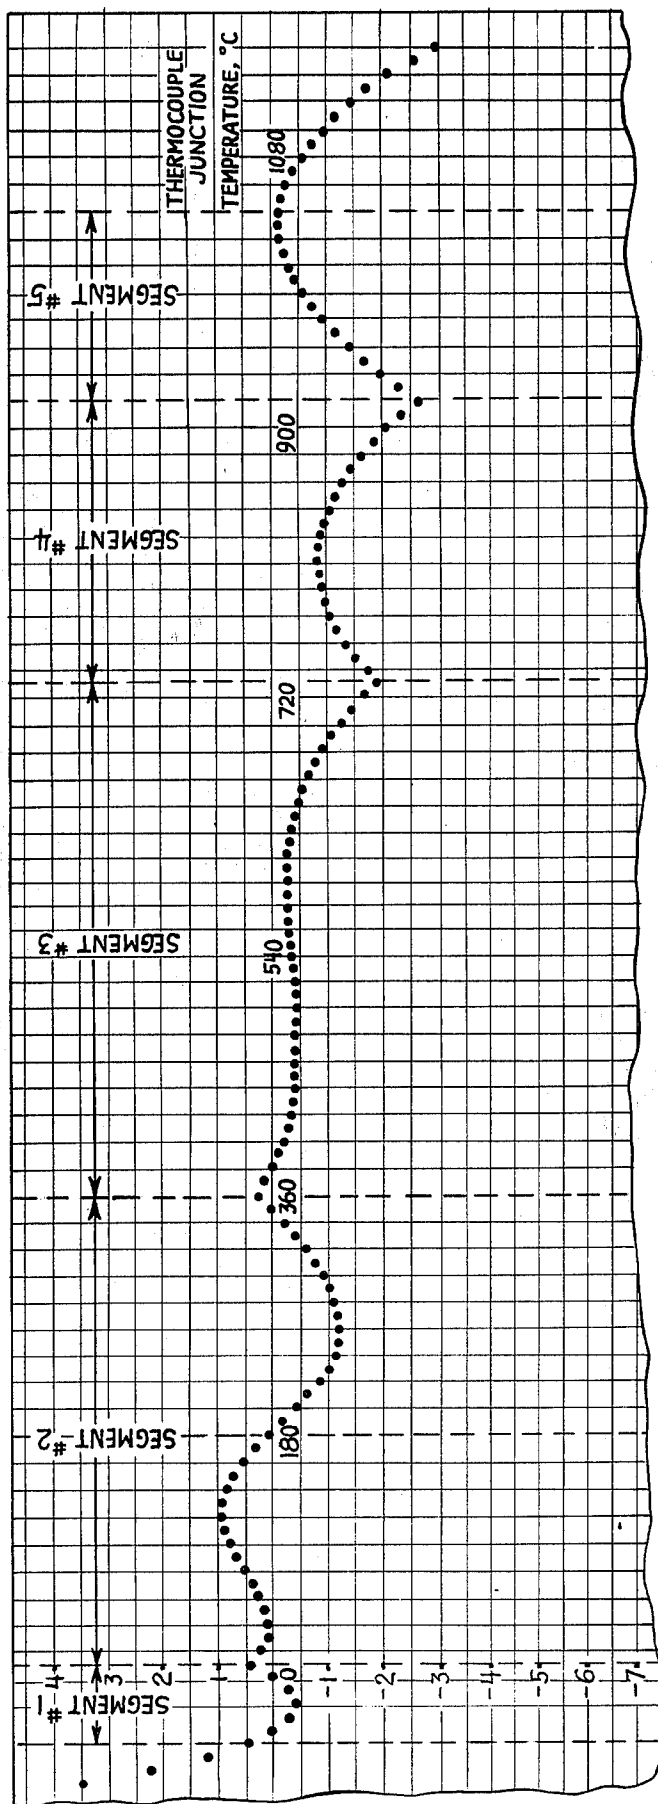 THERMOCOUPLE
JUNCTION
TEMPERATURE, °C
1080
900
720
540
360
180
SEGMENT
#5
SEGMENT
#4
SEGMENT
#3
SEGMENT
#2
SEGMENT
#1
4
3
2
1
0
-1
-2
-3
-4
-5
-6
-7